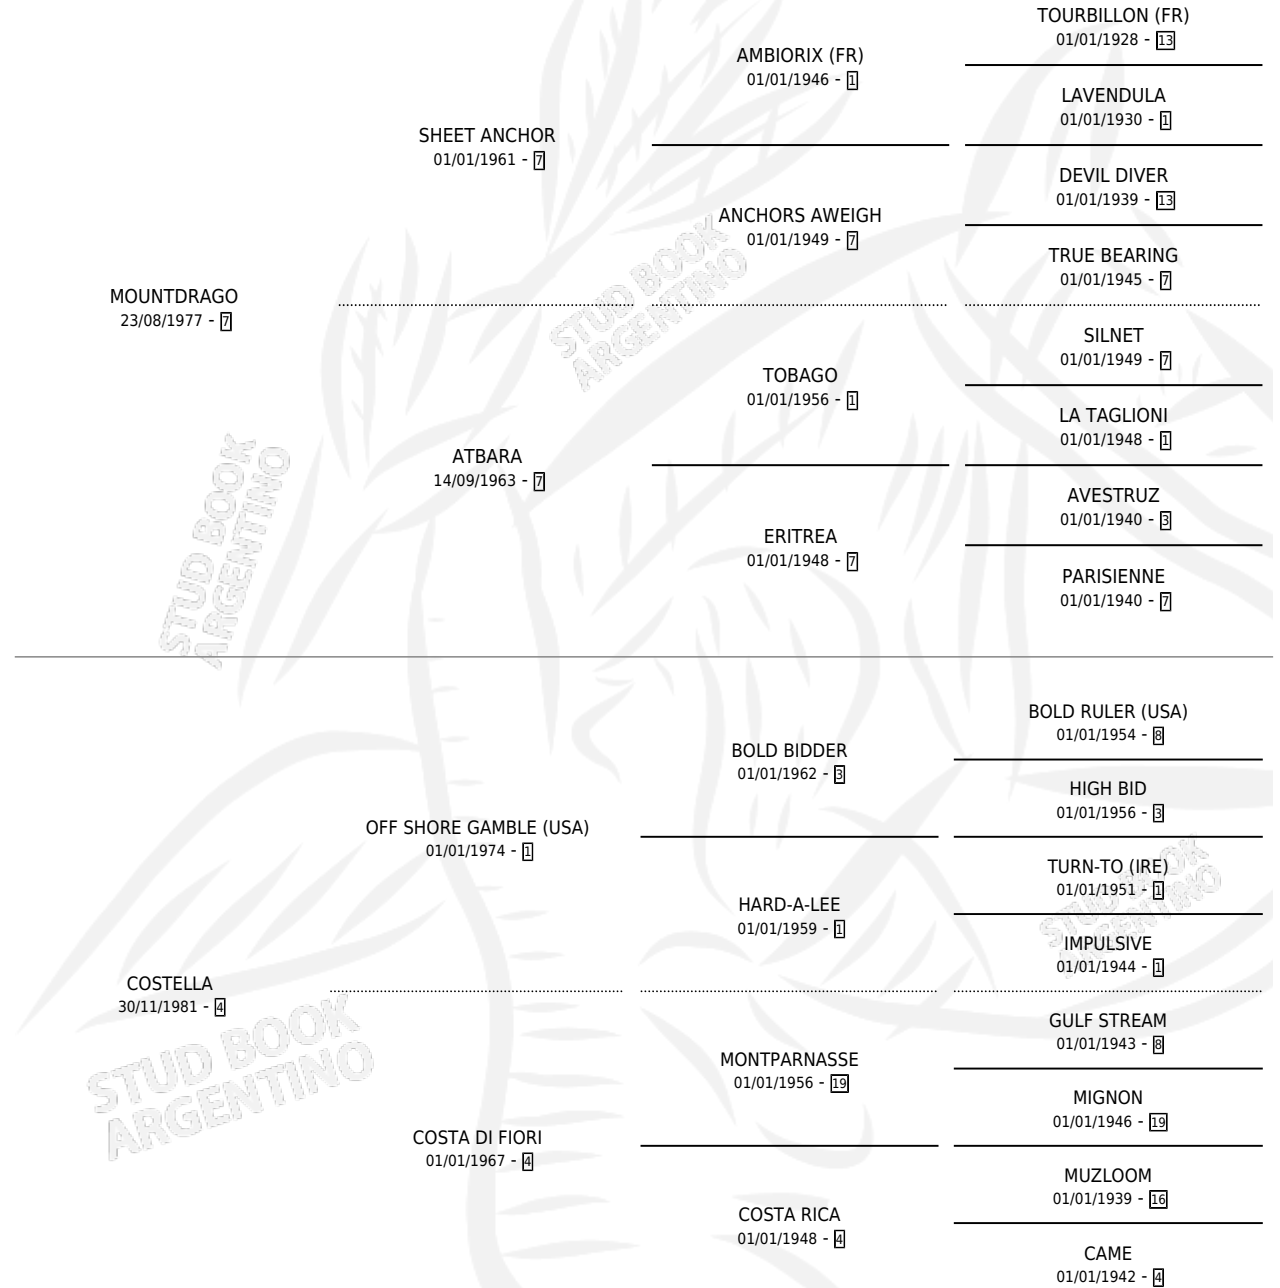 TOURBILLON (FR)
01/01/1928 - 13
AMBIORIX (FR)
01/01/1946 - 1
LAVENDULA
01/01/1930 - 1
SHEET ANCHOR
01/01/1961 - 7
DEVIL DIVER
01/01/1939 - 13
ANCHORS AWEIGH
01/01/1949 - 7
TRUE BEARING
01/01/1945 - 7
MOUNTDRAGO
23/08/1977 - 7
STUD BOOK
ARGENTINO
SILNET
01/01/1949 - 7
TOBAGO
01/01/1956 - 1
LA TAGLIONI
01/01/1948 - 1
ATBARA
14/09/1963 - 7
AVESTRUZ
01/01/1940 - 3
ERITREA
01/01/1948 - 7
PARISIENNE
01/01/1940 - 7
STUD BOOK
ARGENTINO
BOLD RULER (USA)
01/01/1954 - 8
BOLD BIDDER
01/01/1962 - 3
HIGH BID
01/01/1956 - 3
OFF SHORE GAMBLE (USA)
01/01/1974 - 1
TURN-TO (IRE)
01/01/1951 - 1
HARD-A-LEE
01/01/1959 - 1
IMPULSIVE
01/01/1944 - 1
STUD BOOK
ARGENTINO
COSTELLA
30/11/1981 - 4
GULF STREAM
01/01/1943 - 8
MONTPARNASSE
01/01/1956 - 19
MIGNON
01/01/1946 - 19
STUD BOOK
ARGENTINO
COSTA DI FIORI
01/01/1967 - 4
MUZLOOM
01/01/1939 - 16
COSTA RICA
01/01/1948 - 4
CAME
01/01/1942 - 4